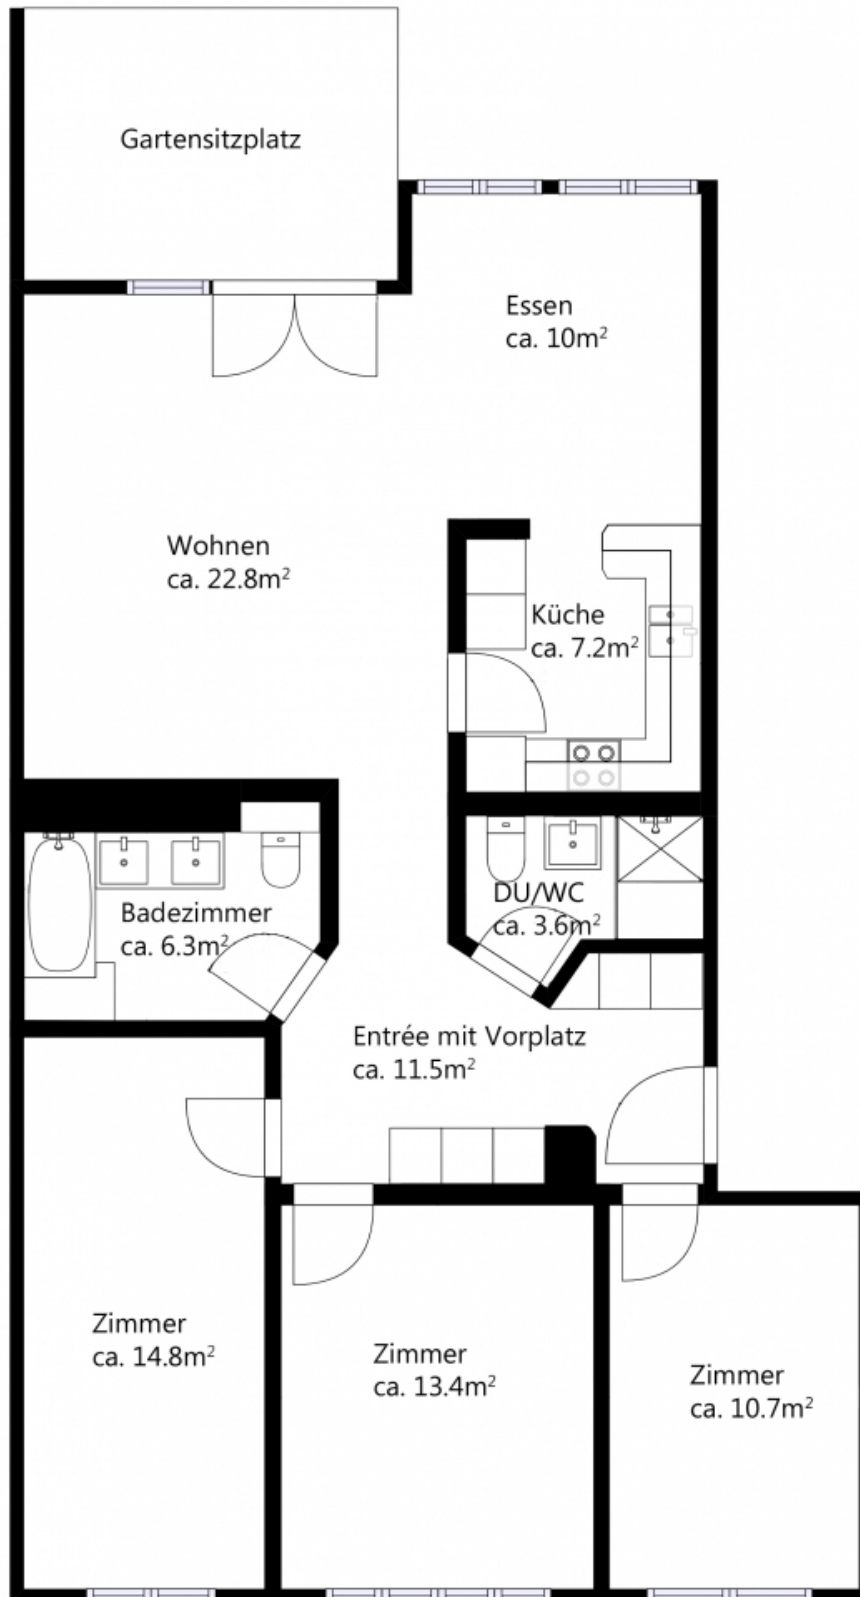 Gartensitzplatz
Essen
ca. 10m²
Wohnen
ca. 22.8m²
Küche
ca. 7.2m²
DU/WC
ca. 3.6m²
Badezimmer
ca. 6.3m²
Entrée mit Vorplatz
ca. 11.5m²
Zimmer
ca. 14.8m²
Zimmer
ca. 13.4m²
Zimmer
ca. 10.7m²